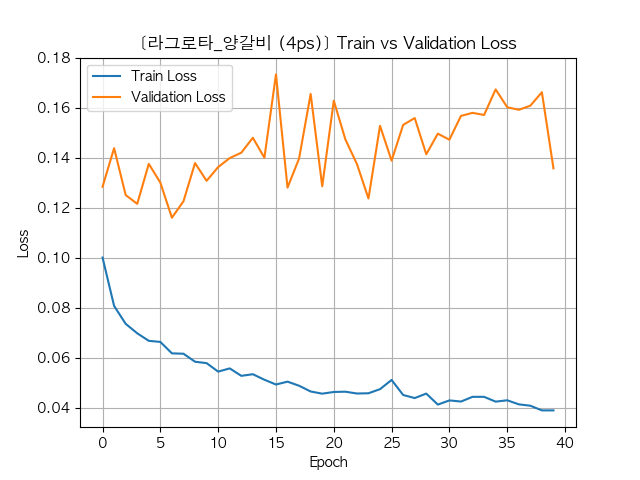 [라그로타_양갈비 (4ps)] Train vs Validation Loss
Train Loss
Validation Loss
0.18
0.16
0.14
0.12
0.10
0.08
0.06
0.04
Loss
0 5 10 15 20 25 30 35 40
Epoch